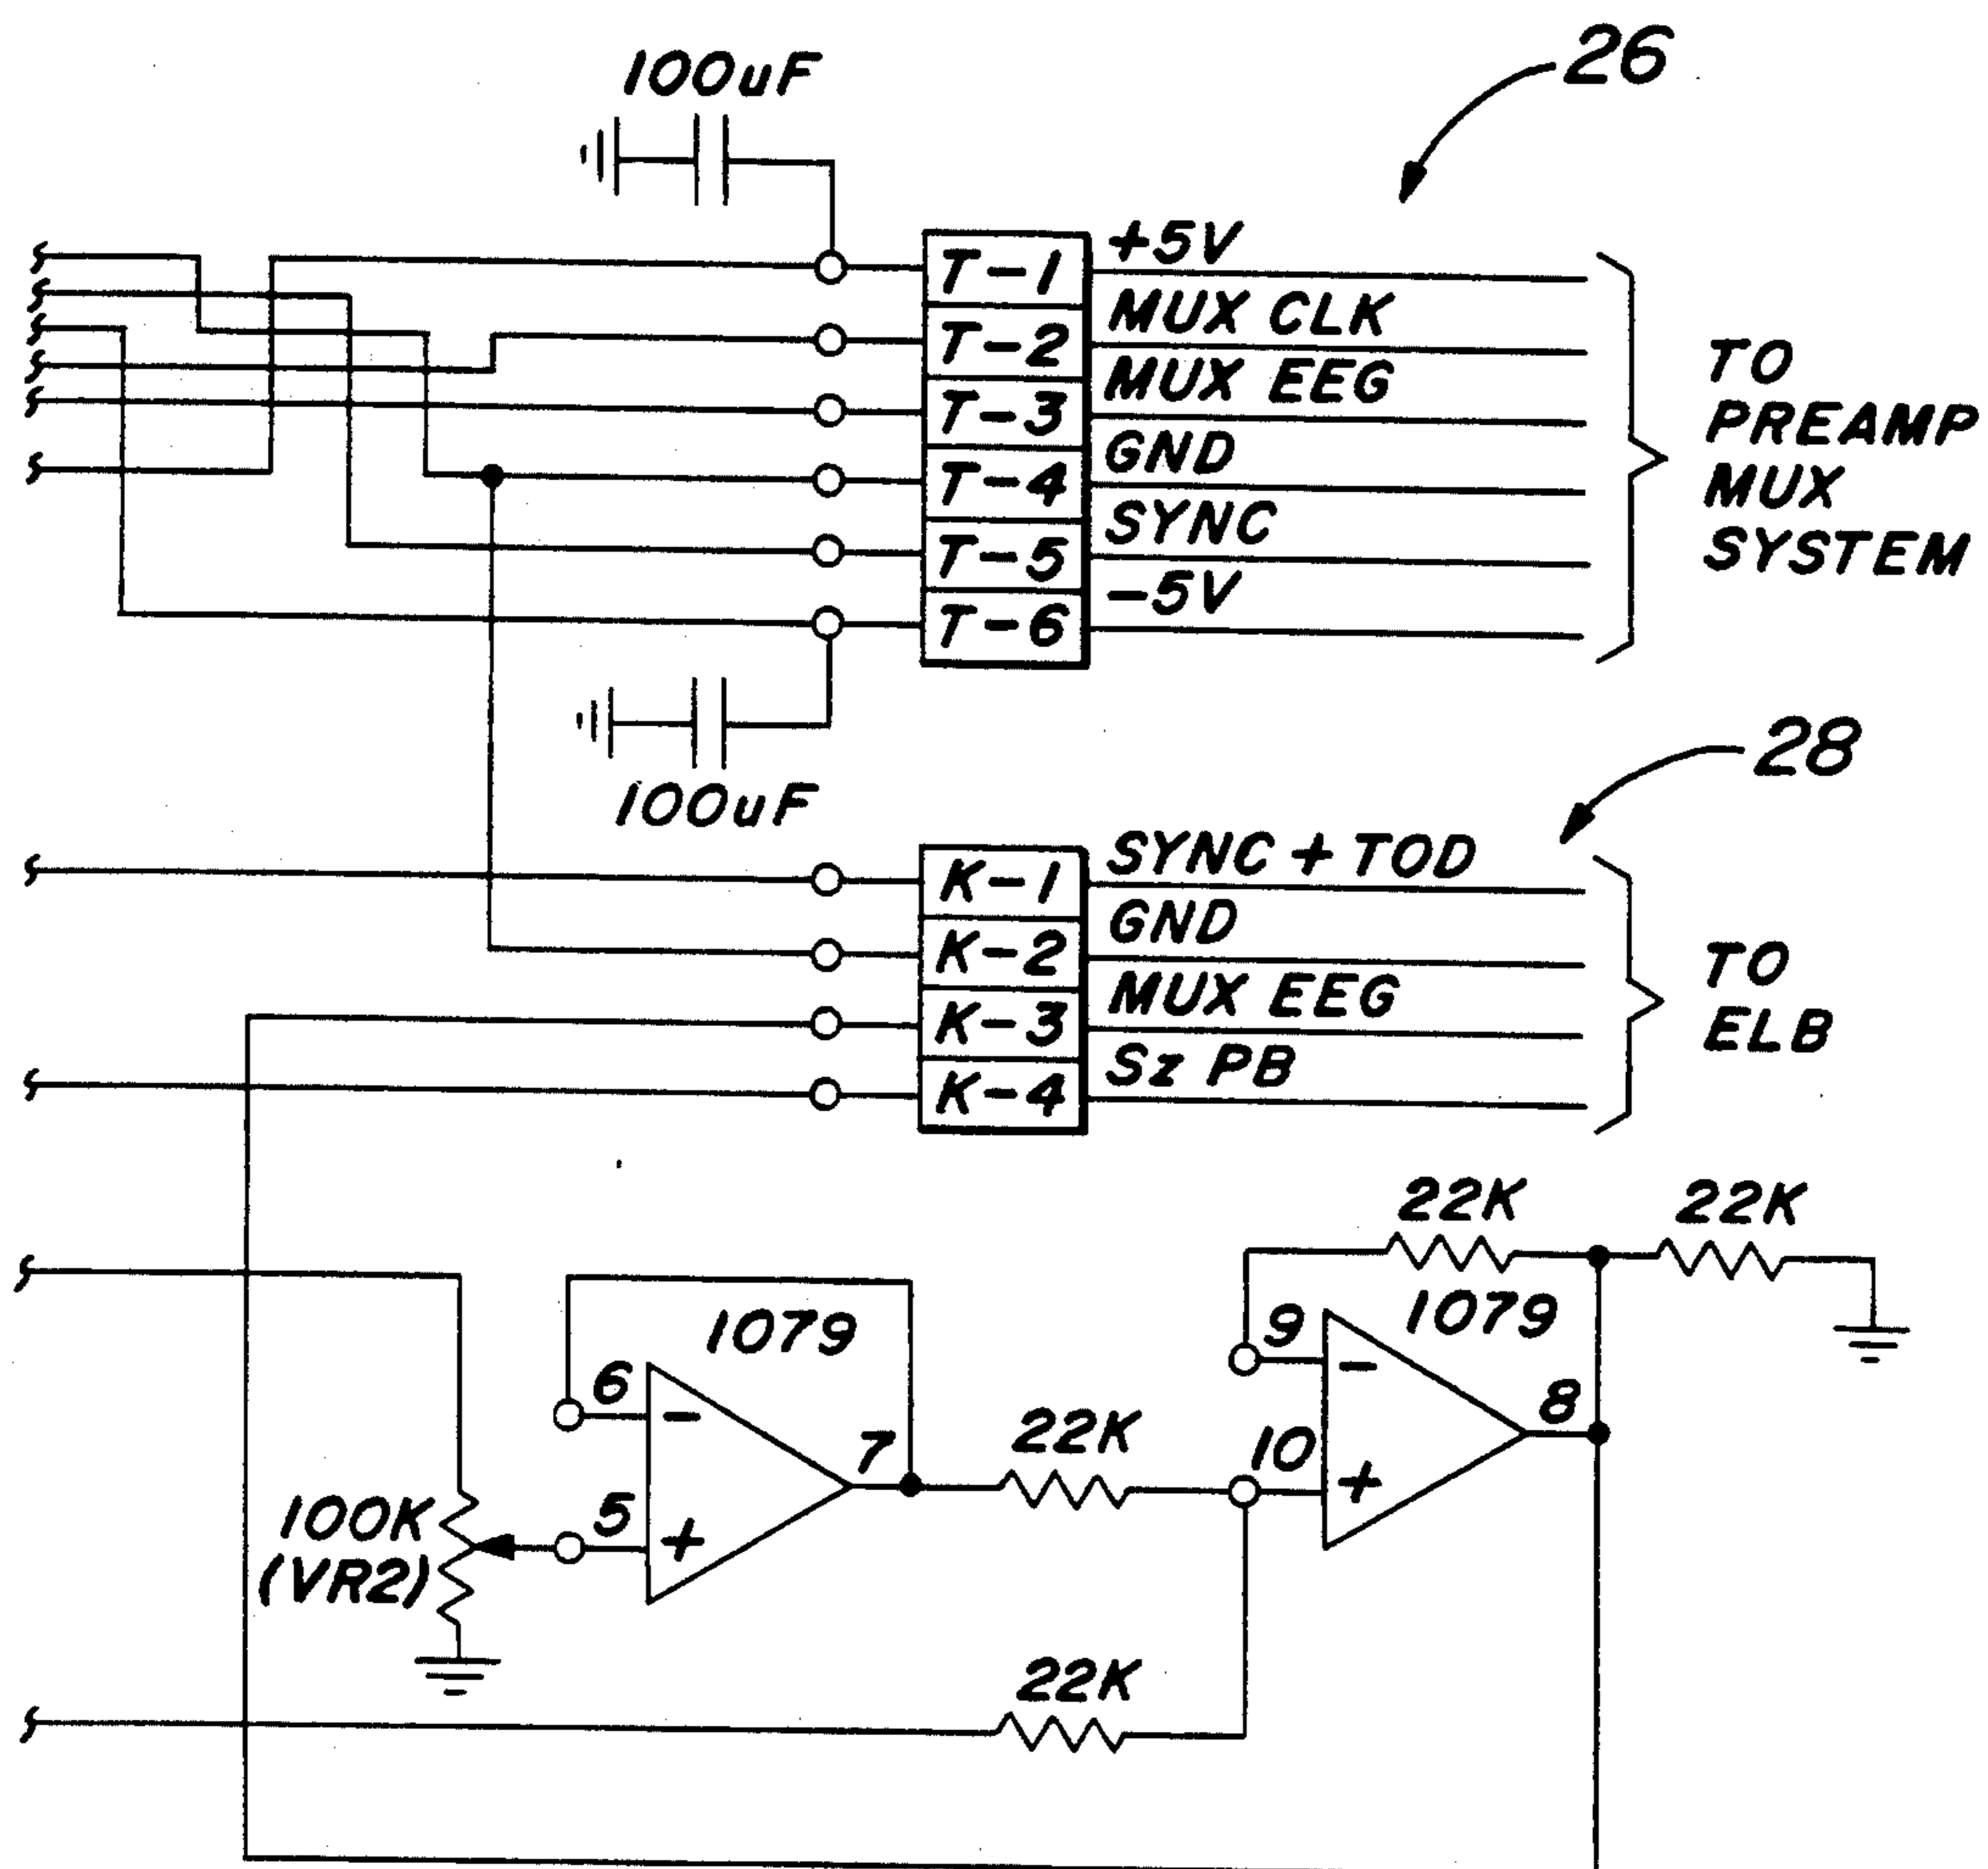 26
100uF
T-1 +5V
T-2 MUX CLK
T-3 MUX EEG
T-4 GND
T-5 SYNC
T-6 -5V
TO
PREAMP
MUX
SYSTEM
100uF
28
K-1 SYNC + TOD
K-2 GND
K-3 MUX EEG
K-4 Sz PB
TO
ELB
22K 22K
1079
6 -
5 +
7
100K
(VR2)
22K
1079
9 -
10 +
8
22K